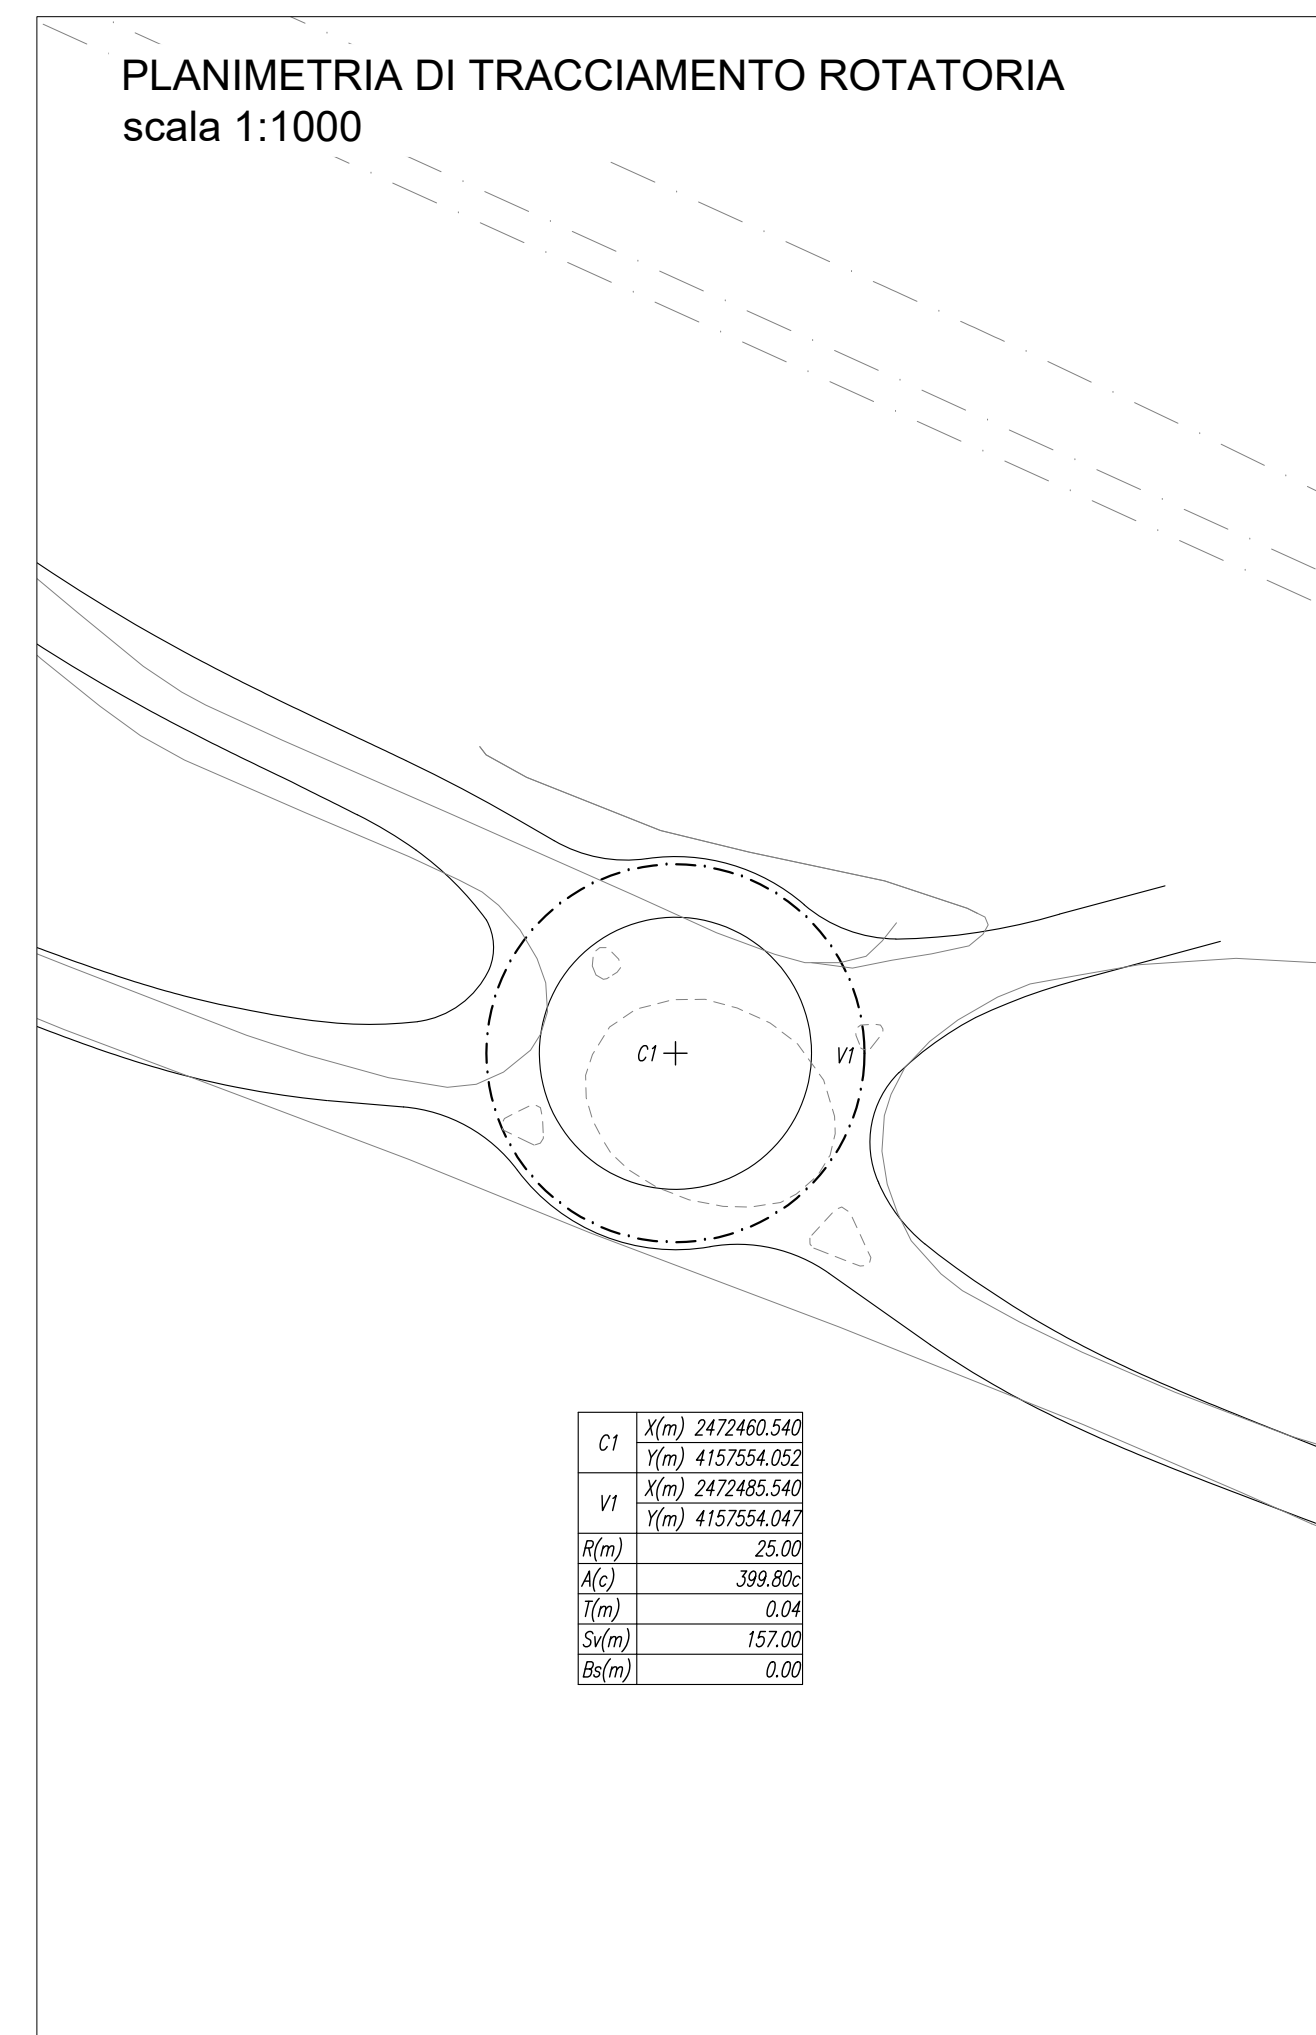 PLANIMETRIA DI TRACCIAMENTO ROTATORIA
scala 1:1000
C1
V1
C1 X(m) 2472460.540
Y(m) 4157554.052
V1 X(m) 2472485.540
Y(m) 4157554.047
R(m) 25.00
A(c) 399.80c
T(m) 0.04
Sv(m) 157.00
Bs(m) 0.00